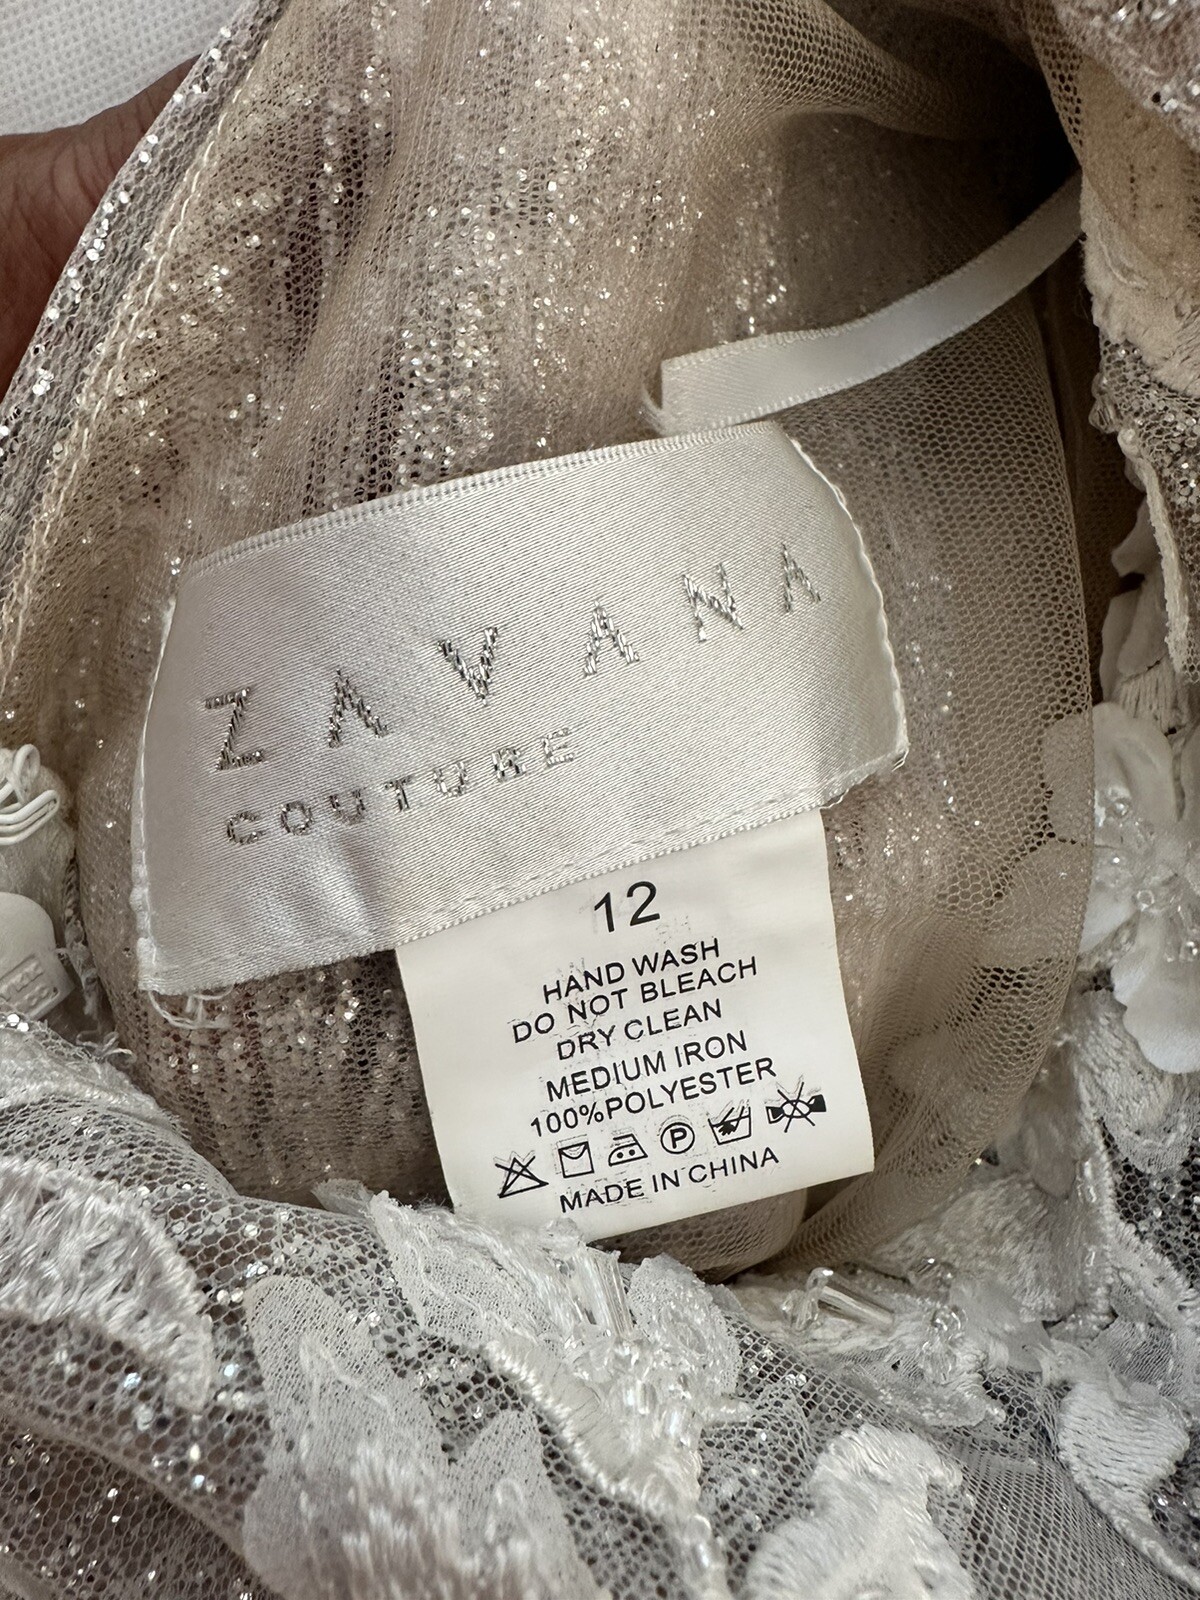 ZAVANA
COUTURE
12
HAND WASH
DO NOT BLEACH
DRY CLEAN
MEDIUM IRON
100%POLYESTER
P
MADE IN CHINA